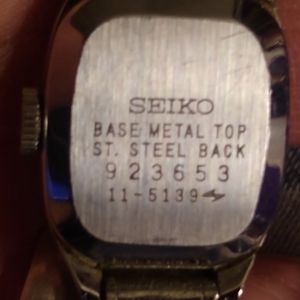 SEIKO
BASE METAL TOP
ST. STEEL BACK
923653
11-5139